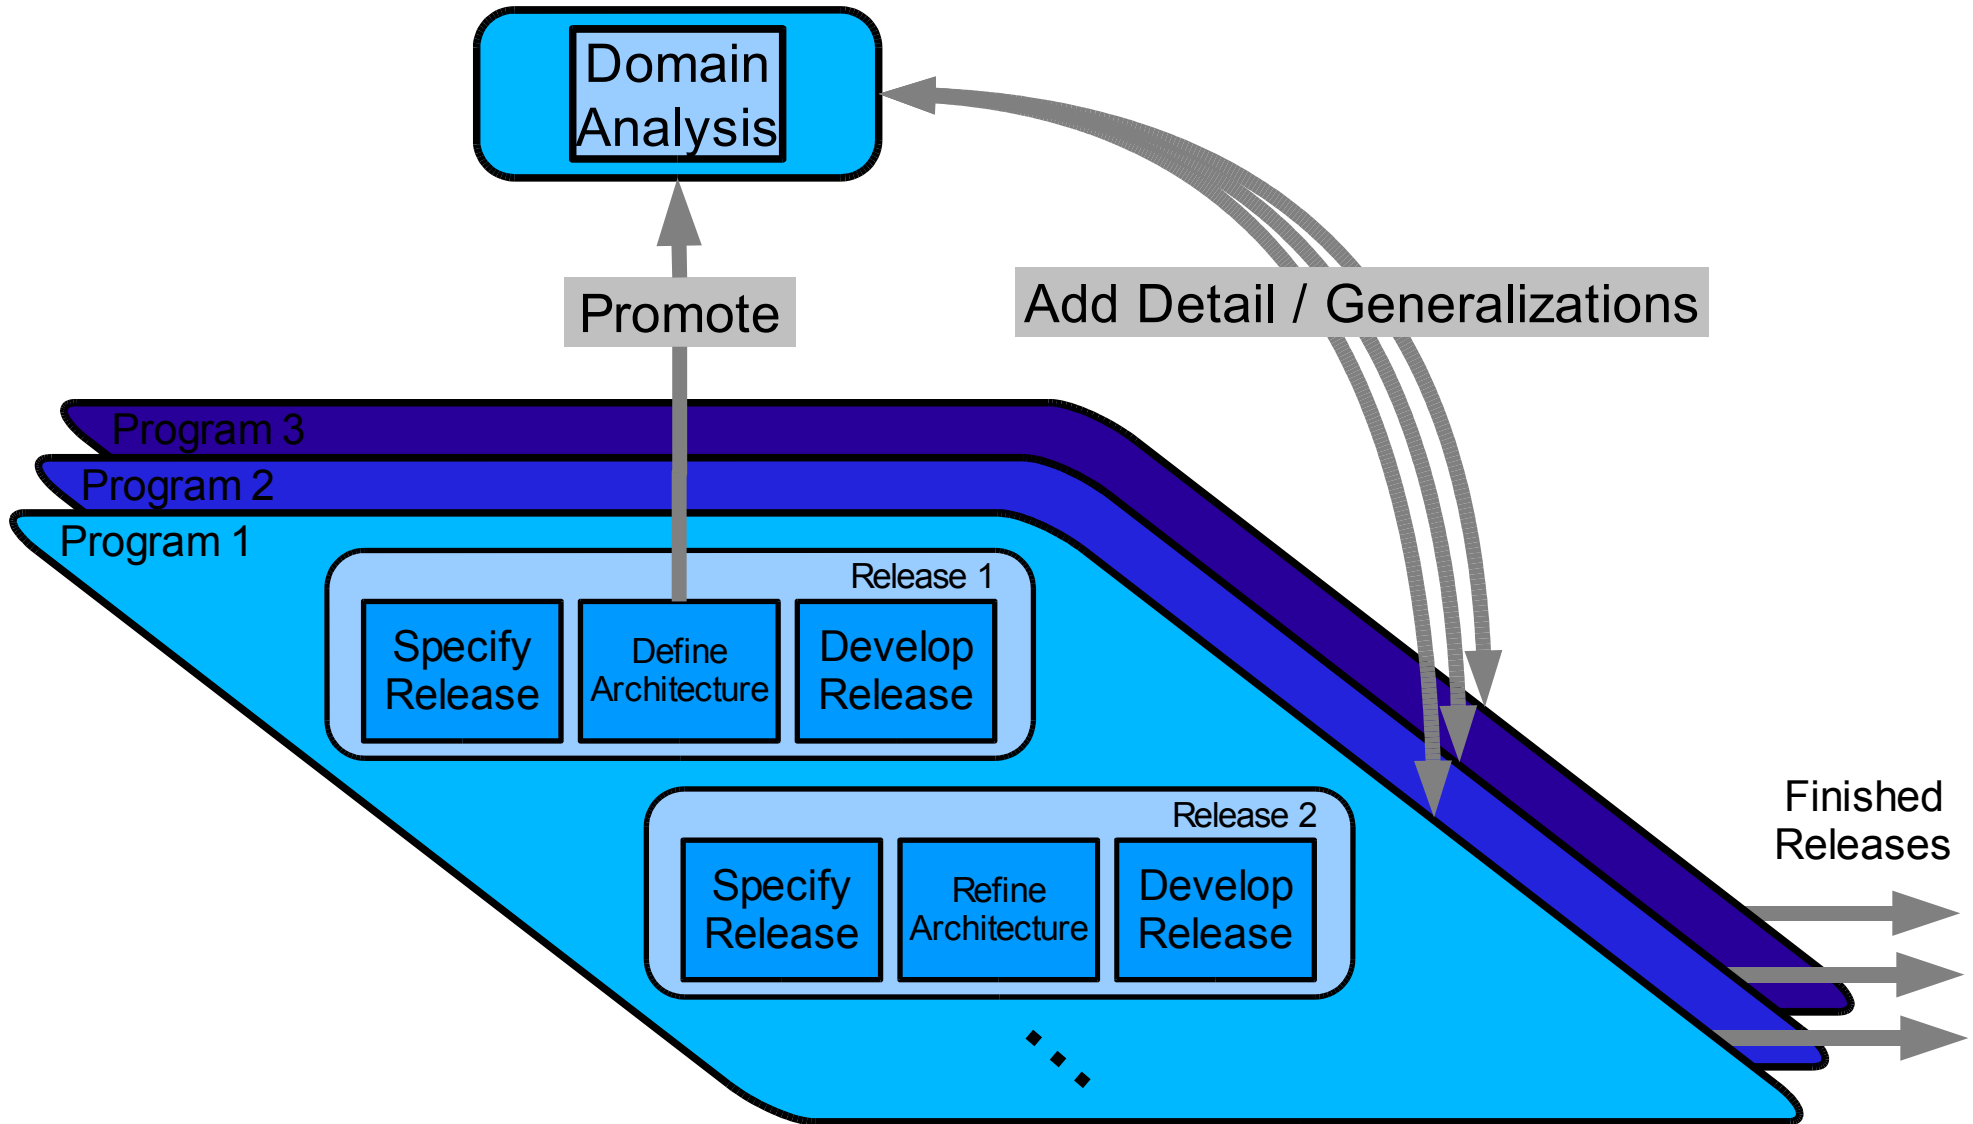 Domain
Analysis
Promote
Add Detail / Generalizations
Program 3
Program 2
Program 1
Release 1
Specify
Release
Define
Architecture
Develop
Release
Release 2
Specify
Release
Refine
Architecture
Develop
Release
Finished
Releases